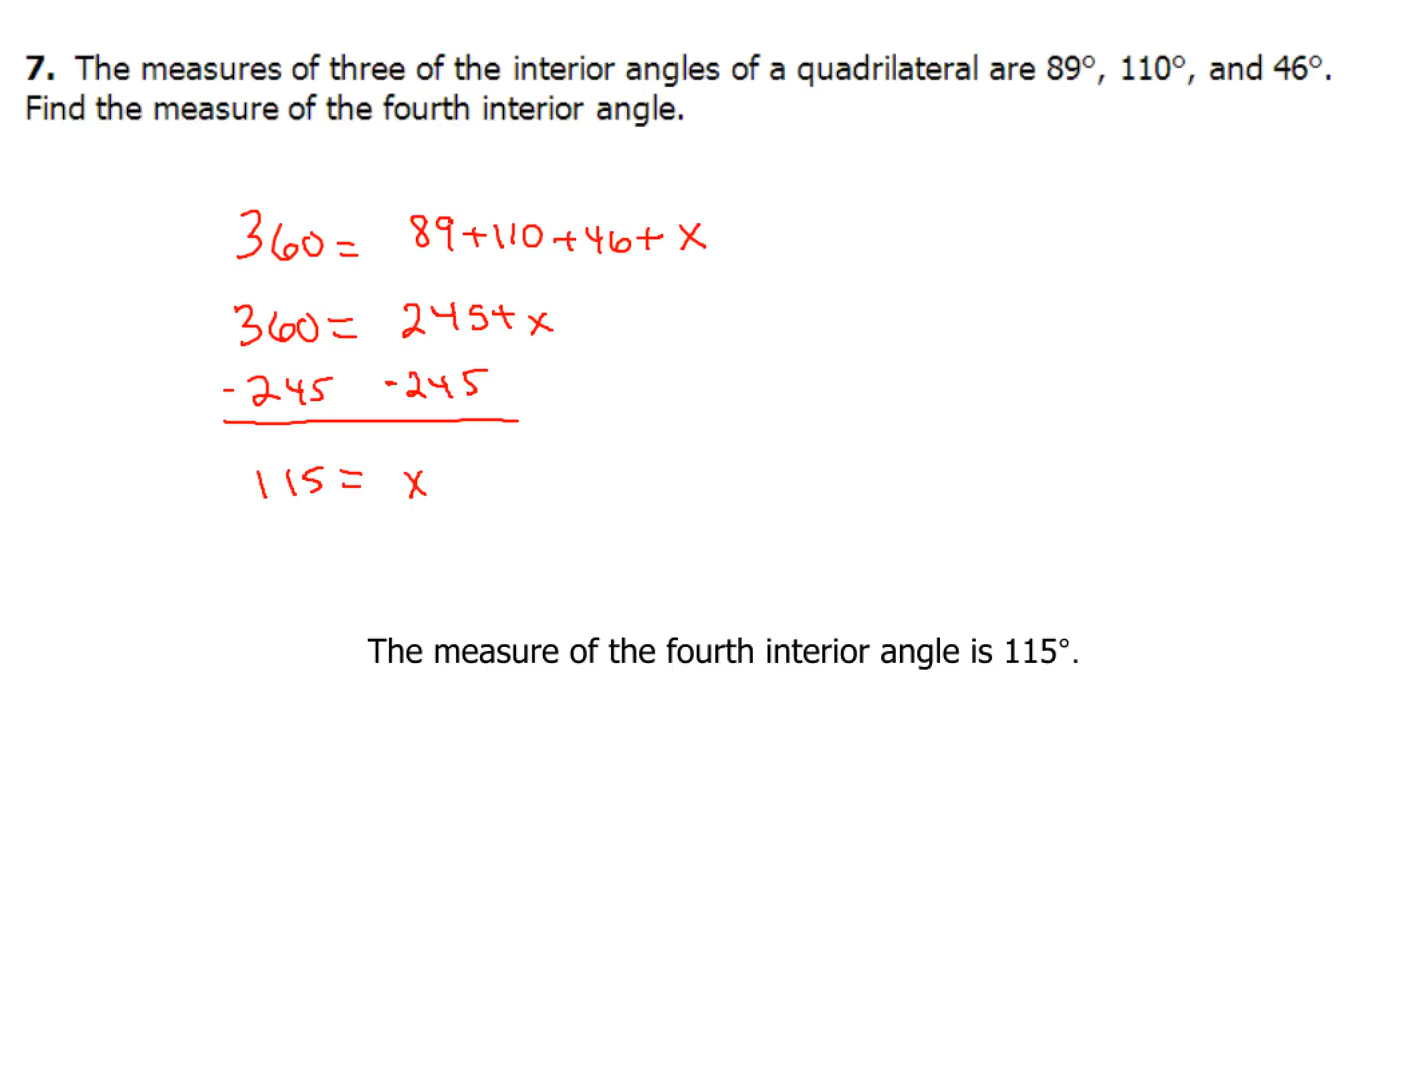 7. The measures of three of the interior angles of a quadrilateral are 89°, 110°, and 46°.
Find the measure of the fourth interior angle.
360 = 89+110+46+ x
360 = 245+ x
-245 -245
115 = x
The measure of the fourth interior angle is 115°.